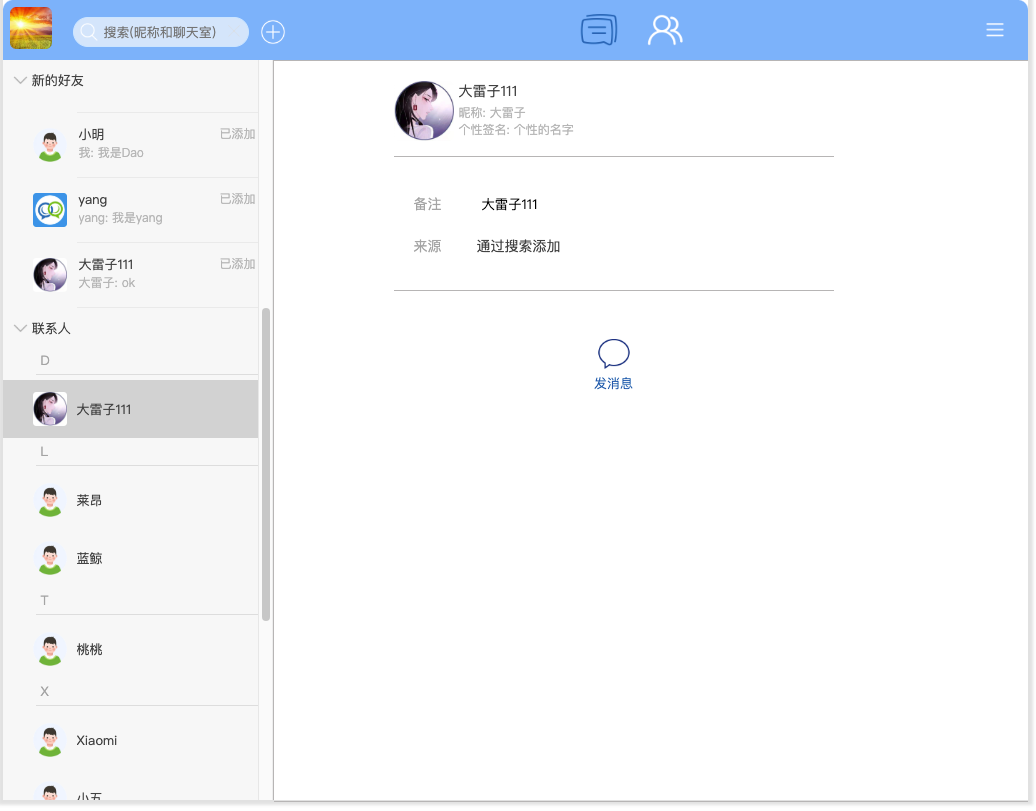 搜索(昵称和聊天室)
新的好友
小明
已添加
我: 我是Dao
yang
已添加
yang: 我是yang
大雷子111
已添加
大雷子: ok
联系人
D
大雷子111
L
莱昂
蓝鲸
T
桃桃
X
Xiaomi
小五
大雷子111
昵称: 大雷子
个性签名: 个性的名字
备注
大雷子111
来源
通过搜索添加
发消息